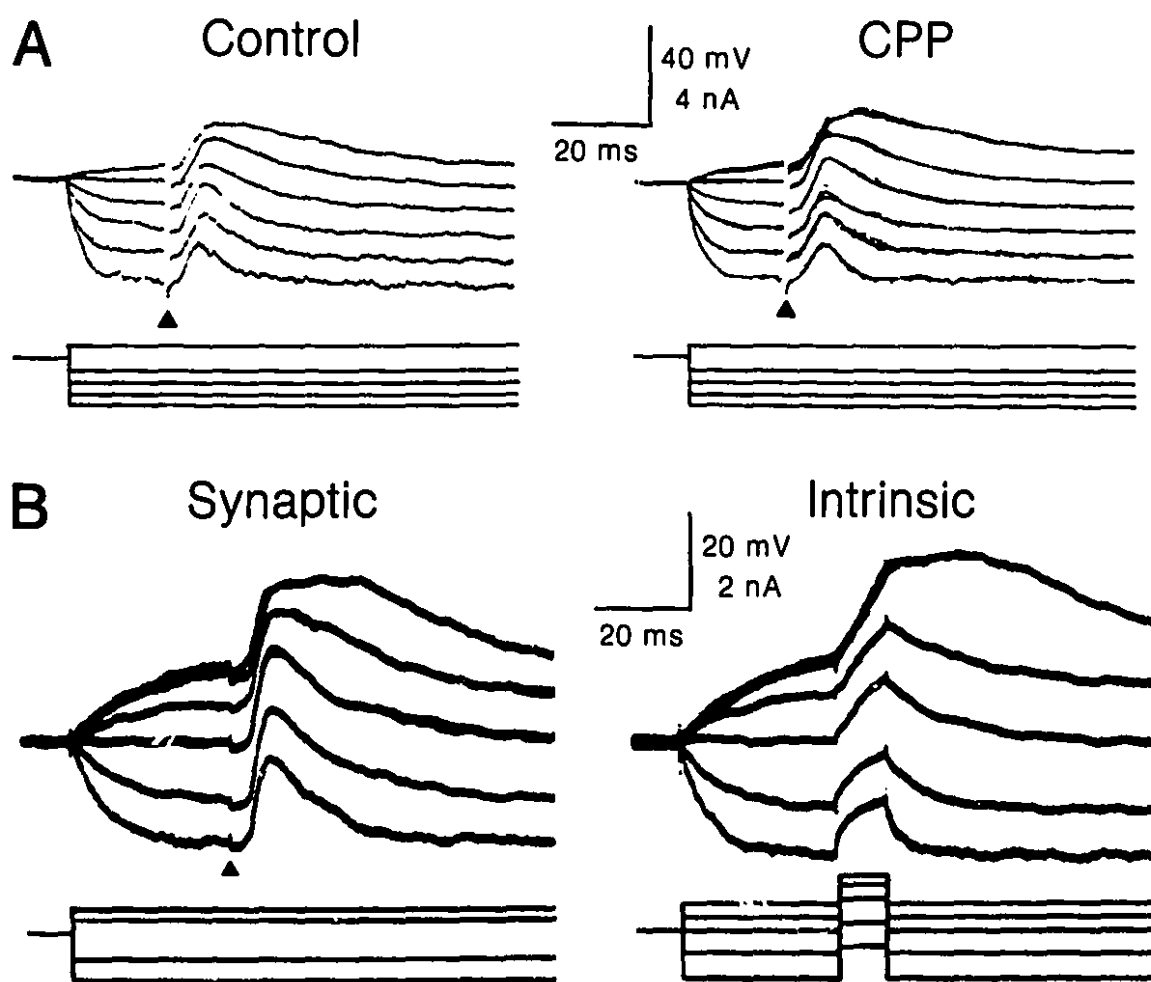 A
Control
CPP
40 mV
4 nA
20 ms
B
Synaptic
Intrinsic
20 mV
2 nA
20 ms